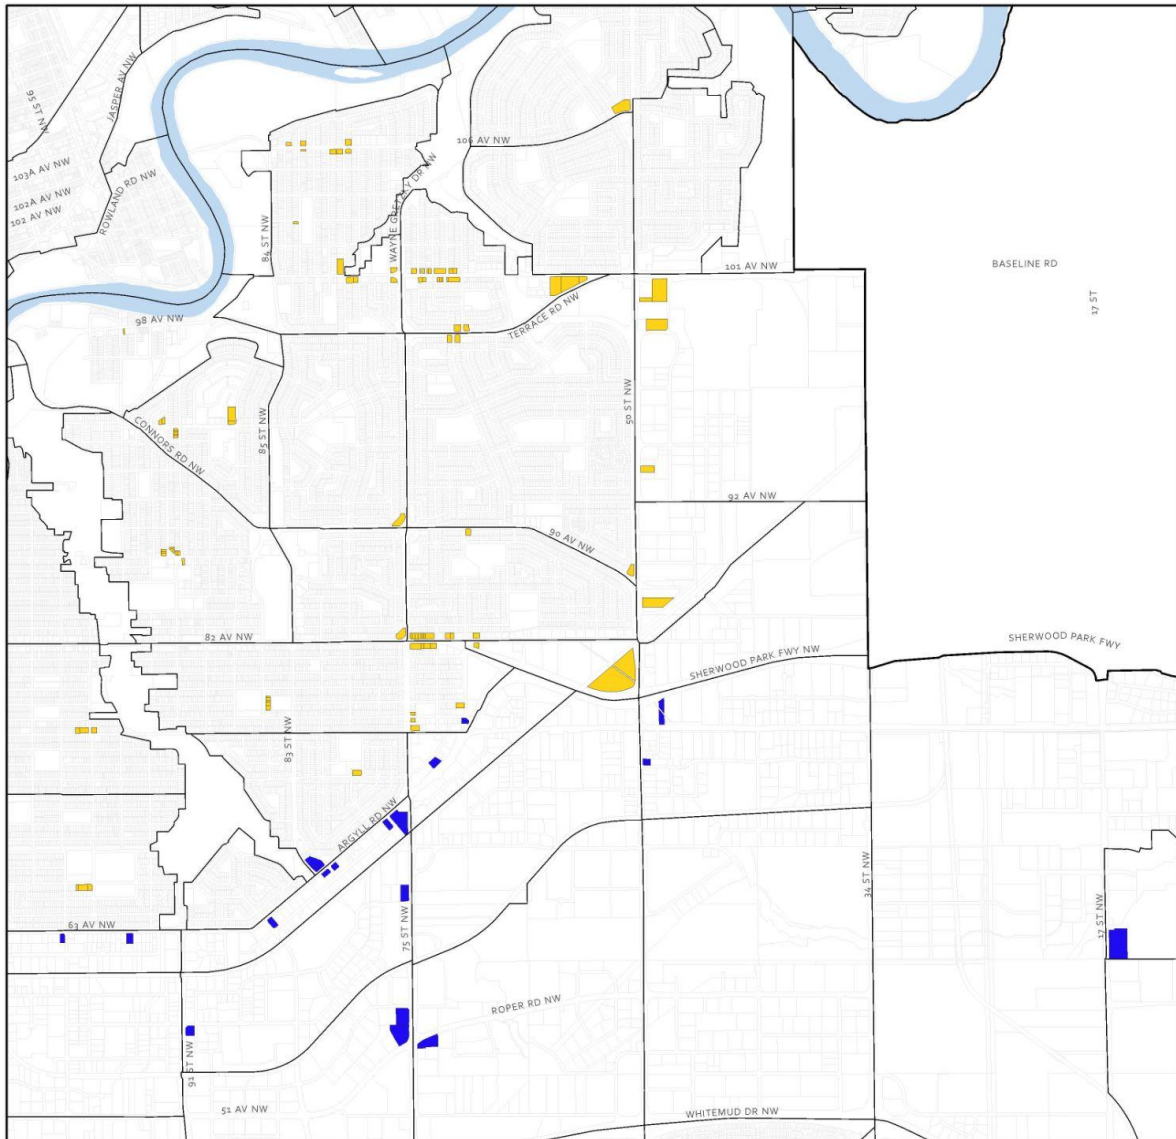 95 ST NW
JASPER AV NW
103A AV NW
102A AV NW
102 AV NW
ROWLAND RD NW
106 AV NW
WAYNE GRETZKY DR NW
84 ST NW
101 AV NW
BASELINE RD
17 ST
98 AV NW
TERRACE RD NW
50 ST NW
CONNORS RD NW
85 ST NW
92 AV NW
90 AV NW
82 AV NW
SHERWOOD PARK FWY
SHERWOOD PARK FWY NW
83 ST NW
ARGYLL RD NW
34 ST NW
63 AV NW
75 ST NW
17 ST NW
ROPER RD NW
91 ST NW
51 AV NW
WHITEMUD DR NW